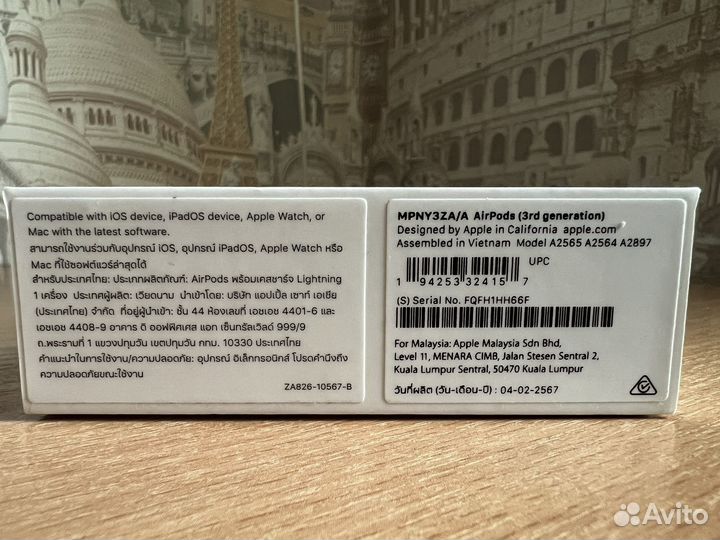 Compatible with iOS device, iPadOS device, Apple Watch, or
Mac with the latest software.
สามารถใช้งานร่วมกับอุปกรณ์ iOS, อุปกรณ์ iPadOS, Apple Watch หรือ
Mac ที่ใช้ซอฟต์แวร์ล่าสุดได้
สำหรับประเทศไทย: ประเภทผลิตภัณฑ์: AirPods พร้อมเคสชาร์จ Lightning
1 เครื่อง ประเทศผู้ผลิต: เวียดนาม นำเข้าโดย: บริษัท แอปเปิ้ล เซาท์ เอเชีย
(ประเทศไทย) จำกัด ที่อยู่ผู้นำเข้า: ชั้น 44 ห้องเลขที่ เอชเอช 4401-6 และ
เอชเอช 4408-9 อาคาร ดิ ออฟฟิศเศส แอท เซ็นทรัลเวิลด์ 999/9
ถ.พระรามที่ 1 แขวงปทุมวัน เขตปทุมวัน กทม. 10330 ประเทศไทย
คำแนะนำในการใช้งาน/ความปลอดภัย: อุปกรณ์ อิเล็กทรอนิกส์ โปรดคำนึงถึง
ความปลอดภัยขณะใช้งาน
ZA826-10567-B
MPNY3ZA/A AirPods (3rd generation)
Designed by Apple in California apple.com
Assembled in Vietnam Model A2565 A2564 A2897
UPC
1 94253 32415 7
(S) Serial No. FQFH1HH66F
For Malaysia: Apple Malaysia Sdn Bhd,
Level 11, MENARA CIMB, Jalan Stesen Sentral 2,
Kuala Lumpur Sentral, 50470 Kuala Lumpur
วันที่ผลิต (วัน-เดือน-ปี) : 04-02-2567
Avito